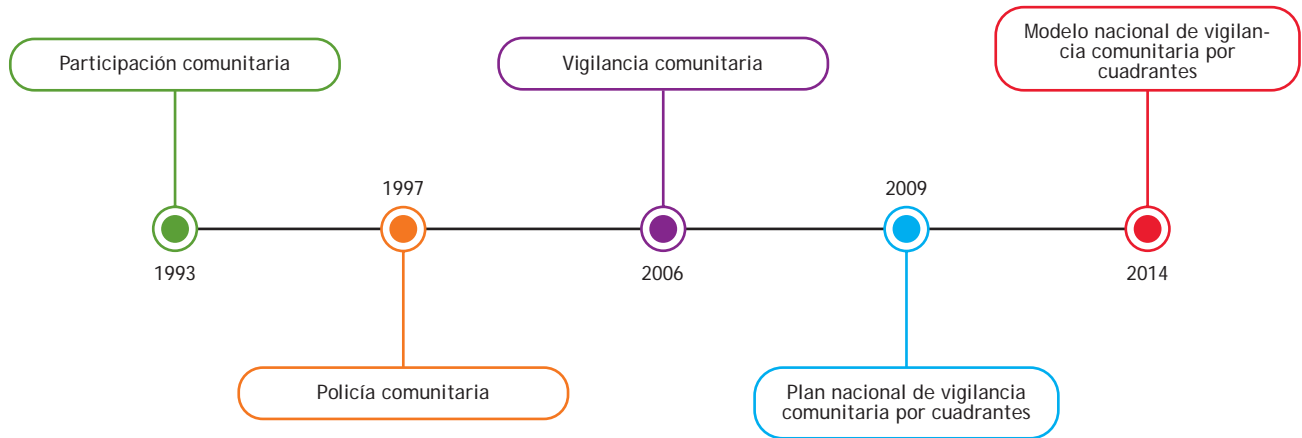 Participación comunitaria
Vigilancia comunitaria
Modelo nacional de vigilan-
cia comunitaria por
cuadrantes
1997
2009
1993
2006
2014
Policía comunitaria
Plan nacional de vigilancia
comunitaria por cuadrantes